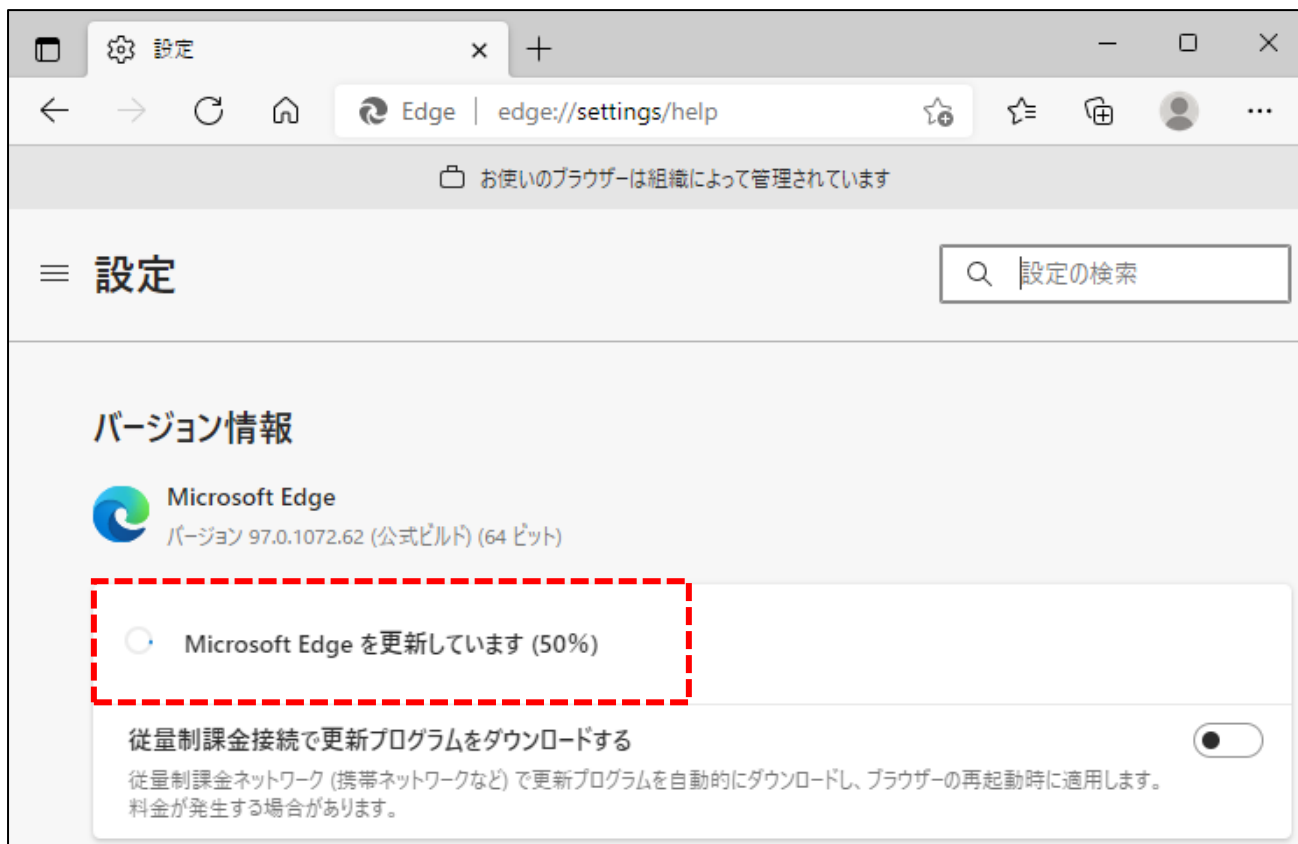 設定
Edge edge://settings/help
お使いのブラウザーは組織によって管理されています
設定
設定の検索
バージョン情報
Microsoft Edge
バージョン 97.0.1072.62 (公式ビルド) (64 ビット)
Microsoft Edge を更新しています (50%)
従量制課金接続で更新プログラムをダウンロードする
従量制課金ネットワーク (携帯ネットワークなど) で更新プログラムを自動的にダウンロードし、ブラウザーの再起動時に適用します。
料金が発生する場合があります。